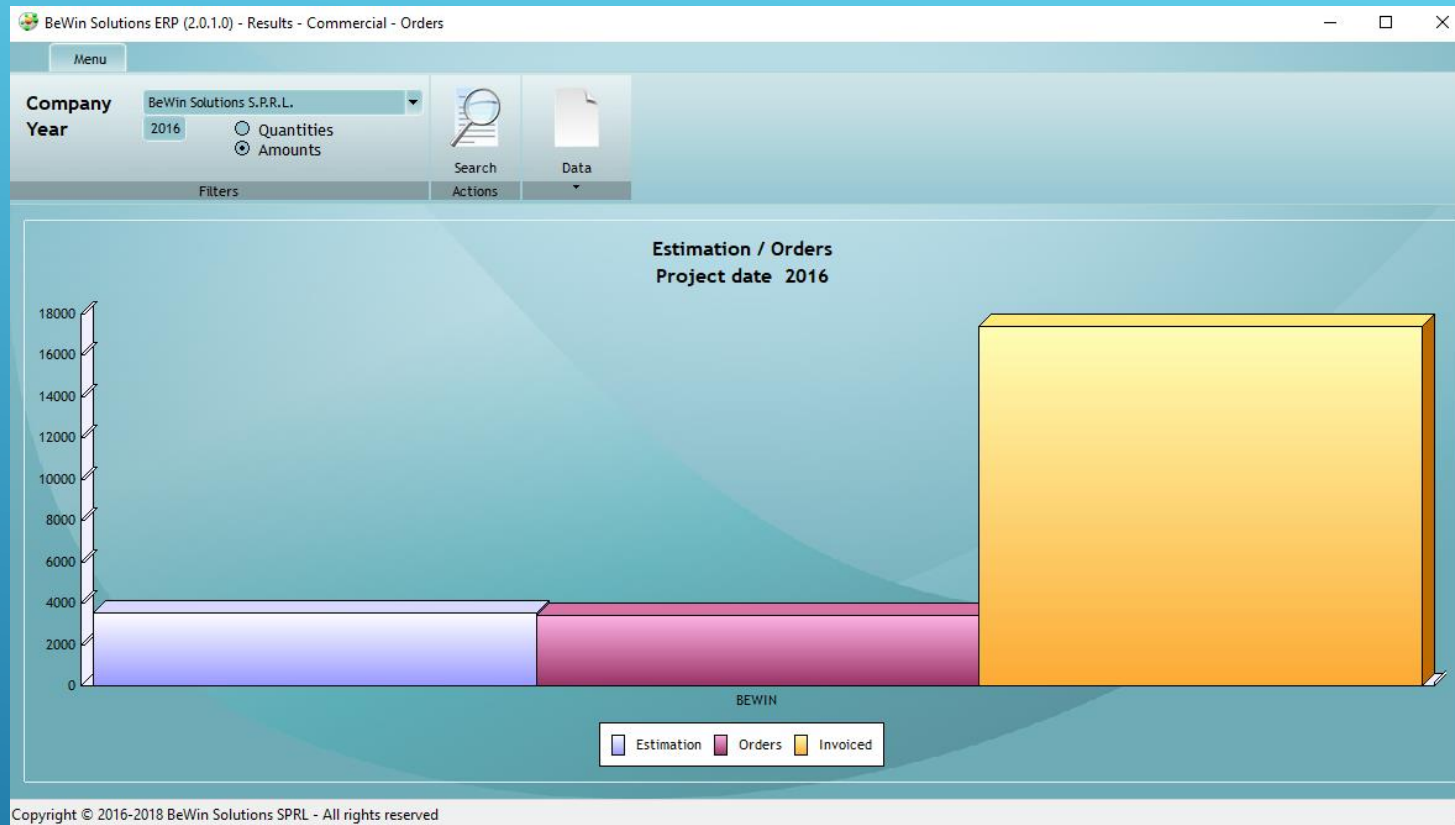 BeWin Solutions ERP (2.0.1.0) - Results - Commercial - Orders
Menu
Company
BeWin Solutions S.P.R.L.
Year
2016
Quantities
Amounts
Search
Data
Filters
Actions
Estimation / Orders
Project date 2016
18000
16000
14000
12000
10000
8000
6000
4000
2000
0
BEWIN
Estimation Orders Invoiced
Copyright © 2016-2018 BeWin Solutions SPRL - All rights reserved